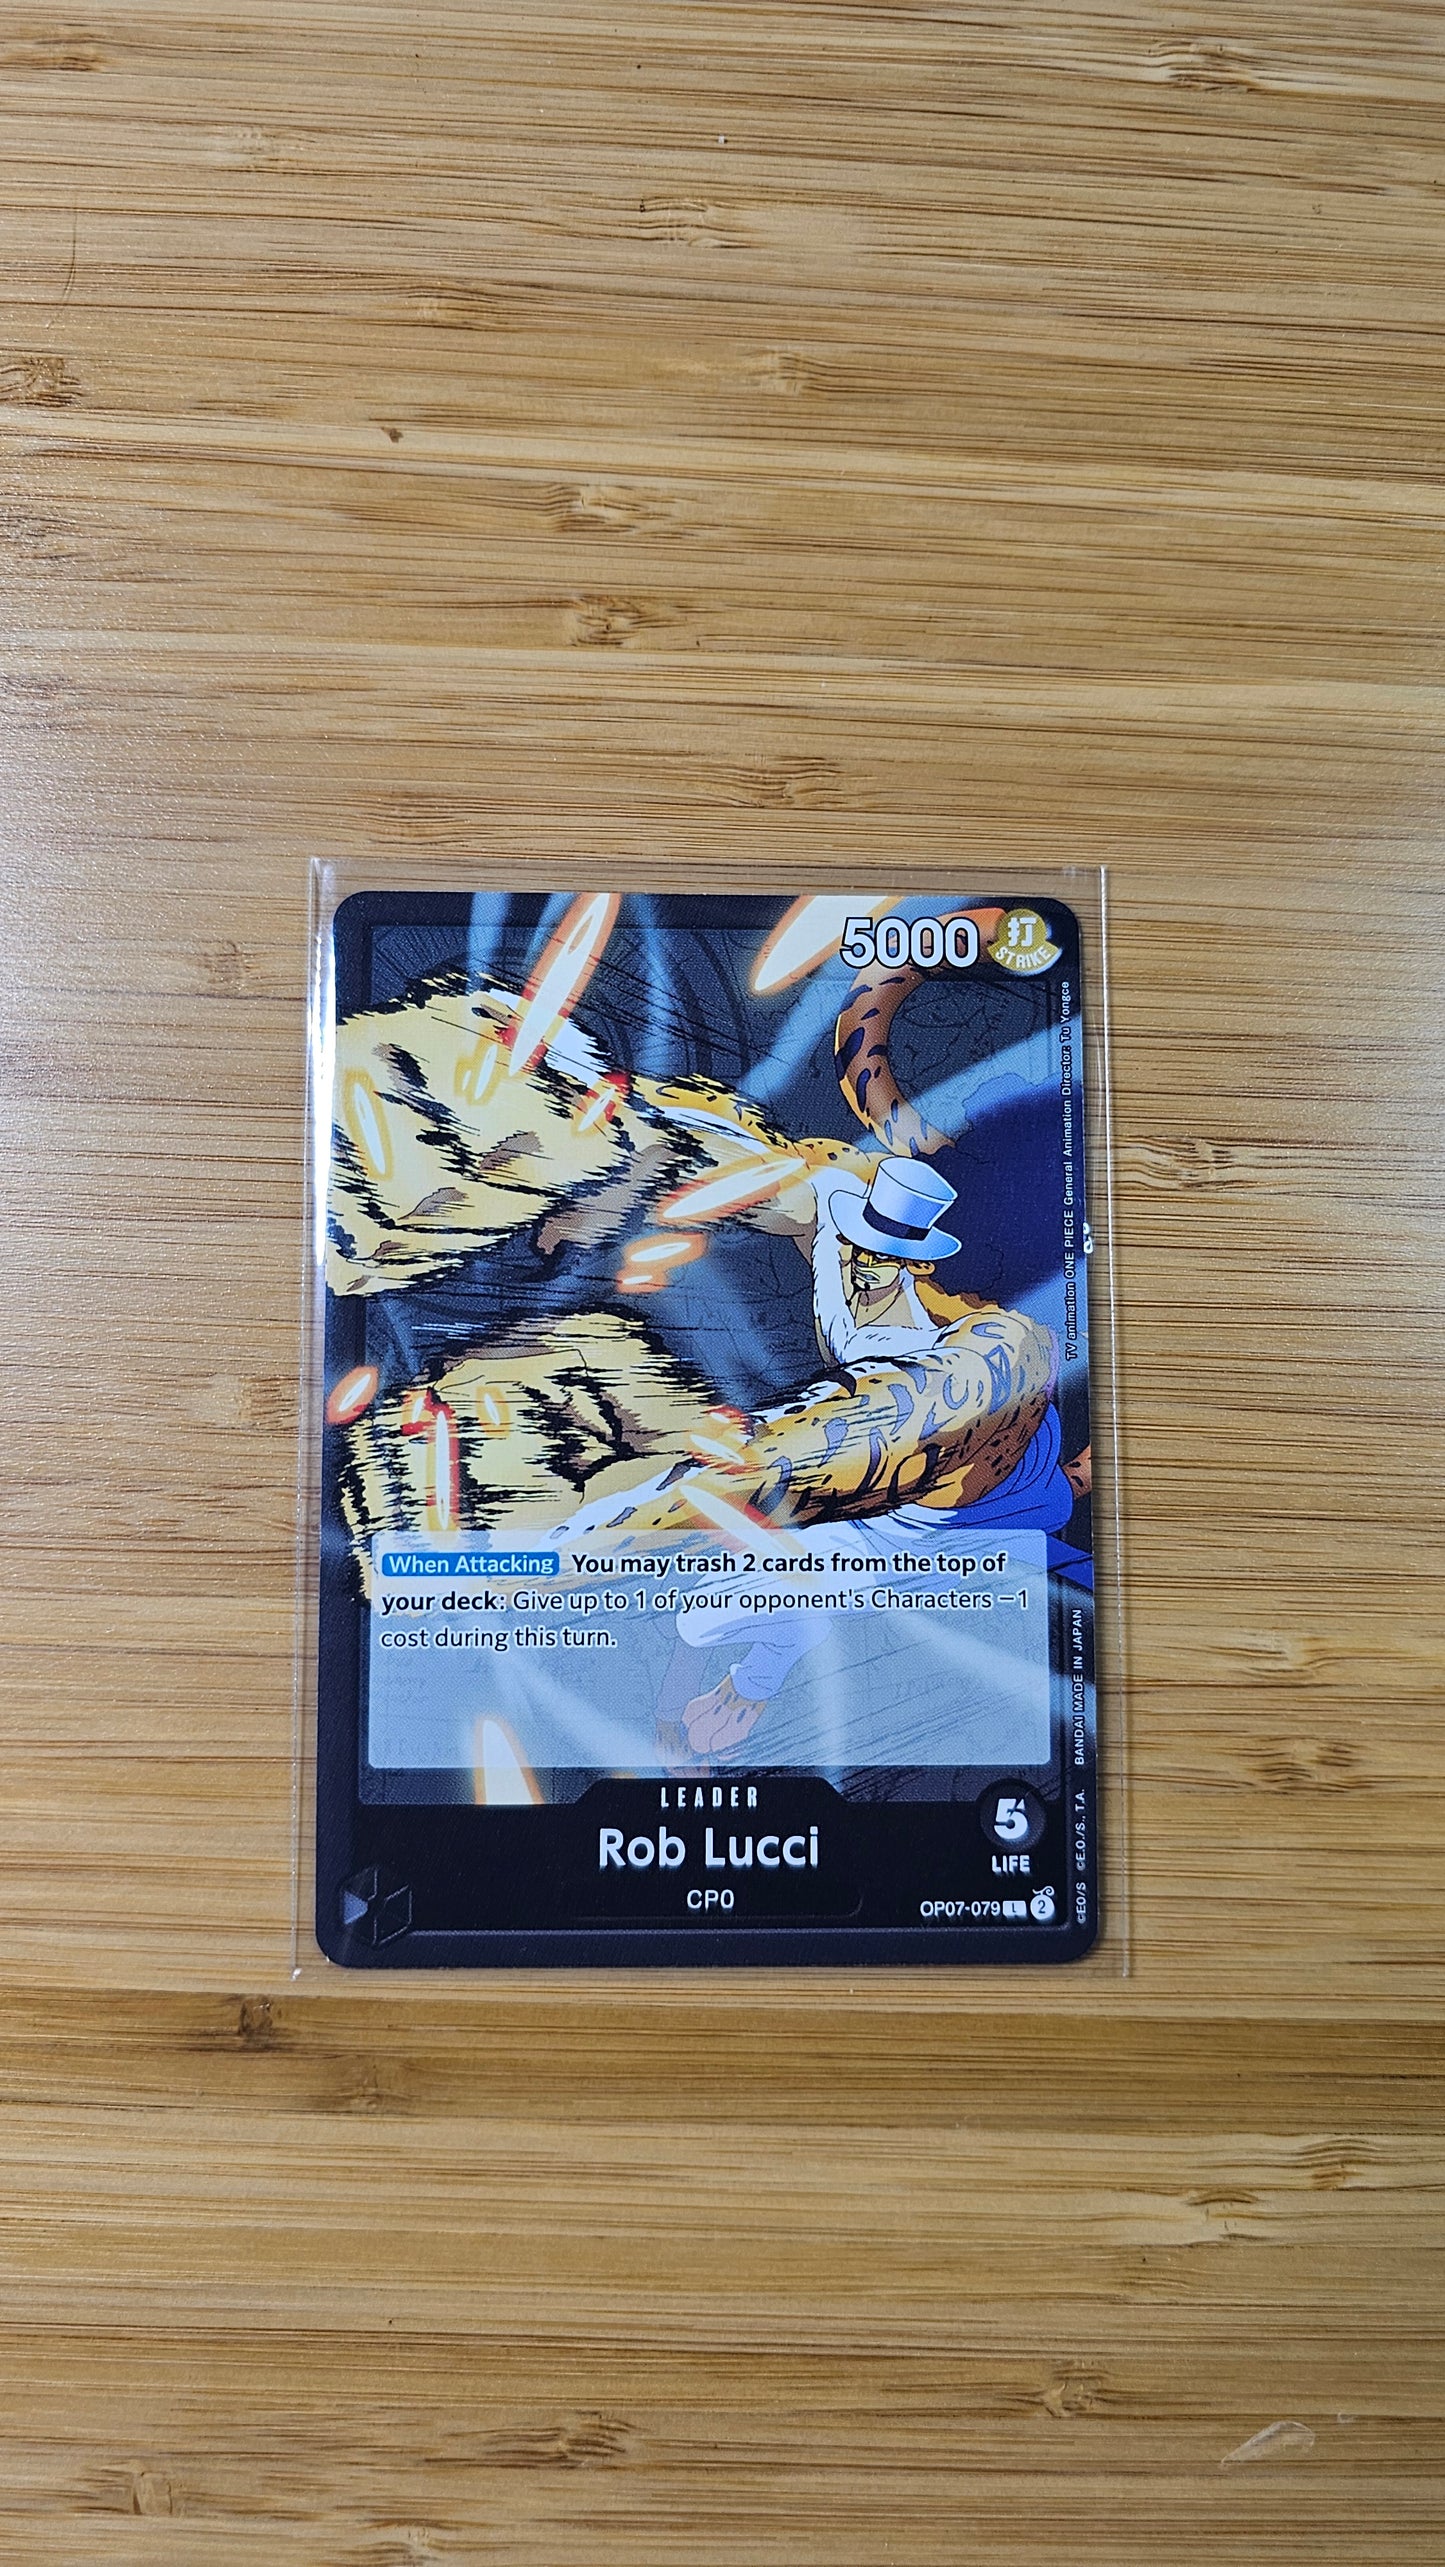 5000
打
STRIKE
TV animation ONE PIECE General Animation Director: Tu Yongce
When Attacking You may trash 2 cards from the top of
your deck: Give up to 1 of your opponent's Characters −1
cost during this turn.
BANDAI MADE IN JAPAN
©EO/S ©E.O./S., T.A.
LEADER
Rob Lucci
CP0
5
LIFE
OP07-079 L 2